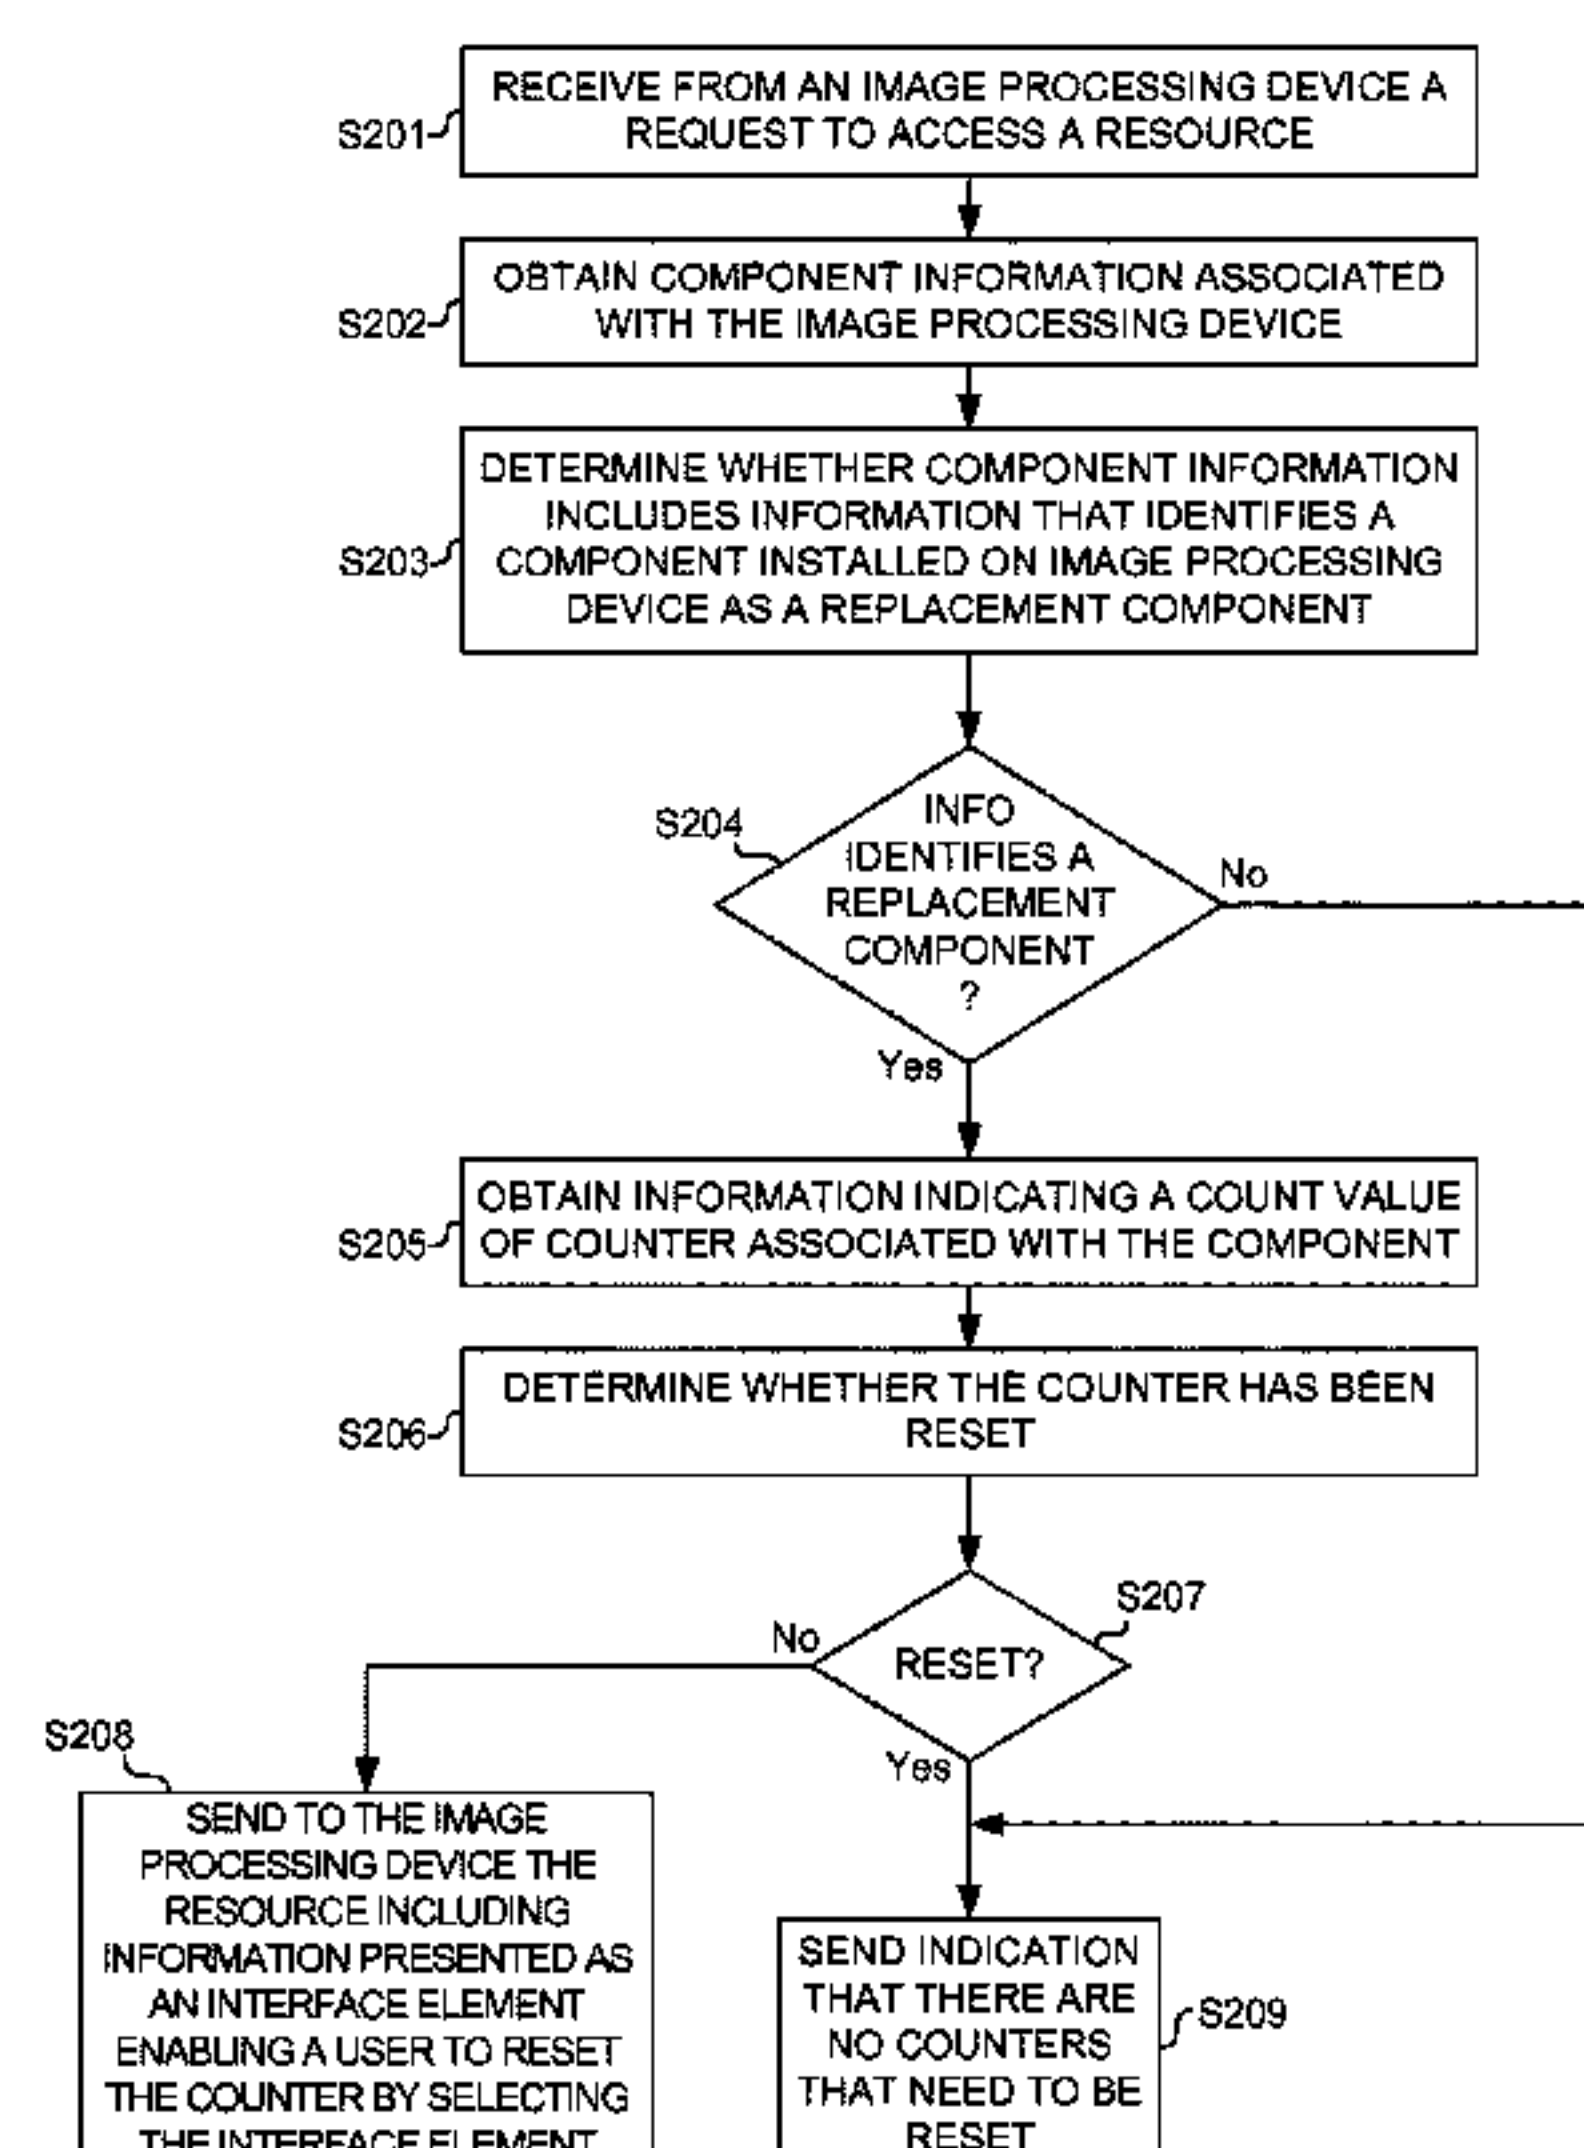 RECEIVE FROM AN IMAGE PROCESSING DEVICE A
REQUEST TO ACCESS A RESOURCE
S201
OBTAIN COMPONENT INFORMATION ASSOCIATED
WITH THE IMAGE PROCESSING DEVICE
S202
DETERMINE WHETHER COMPONENT INFORMATION
INCLUDES INFORMATION THAT IDENTIFIES A
COMPONENT INSTALLED ON IMAGE PROCESSING
DEVICE AS A REPLACEMENT COMPONENT
S203
S204
INFO
IDENTIFIES A
REPLACEMENT
COMPONENT
?
No
Yes
OBTAIN INFORMATION INDICATING A COUNT VALUE
OF COUNTER ASSOCIATED WITH THE COMPONENT
S205
DETERMINE WHETHER THE COUNTER HAS BEEN
RESET
S206
S207
No
RESET?
Yes
S208
SEND TO THE IMAGE
PROCESSING DEVICE THE
RESOURCE INCLUDING
INFORMATION PRESENTED AS
AN INTERFACE ELEMENT
ENABLING A USER TO RESET
THE COUNTER BY SELECTING
THE INTERFACE ELEMENT
SEND INDICATION
THAT THERE ARE
NO COUNTERS
THAT NEED TO BE
RESET
S209